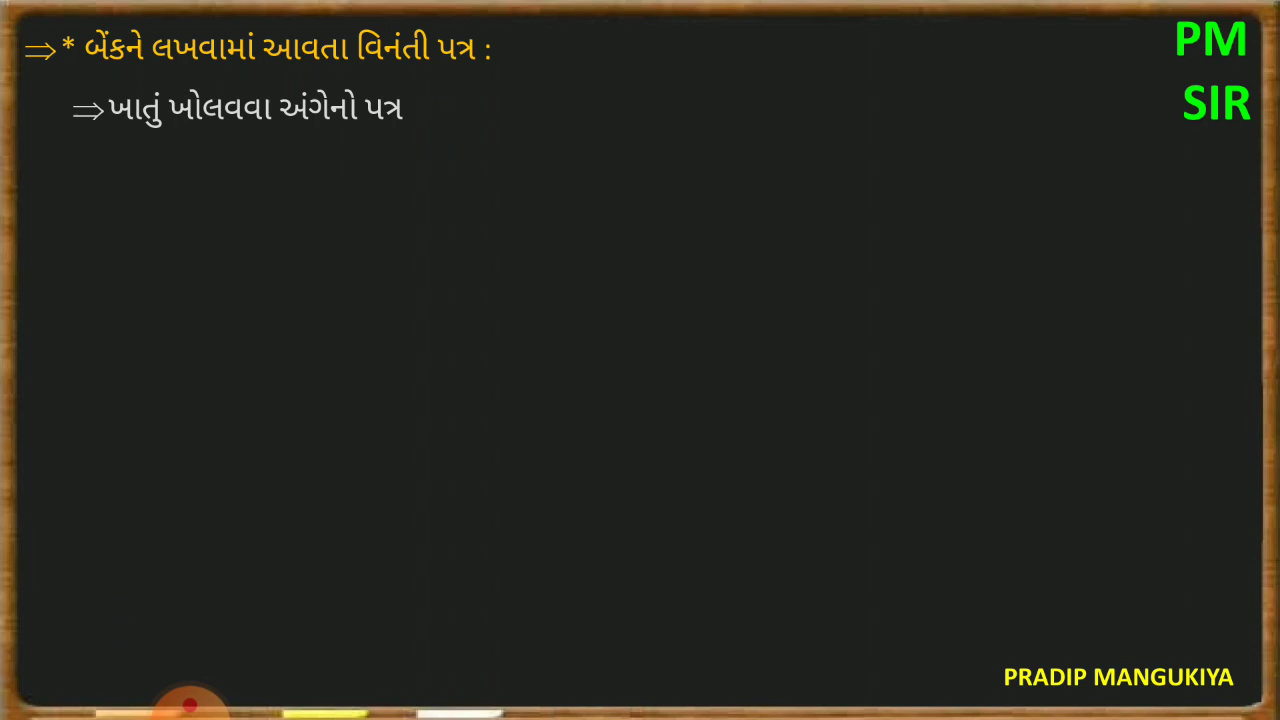 ⇒* બેંકને લખવામાં આવતા વિનંતી પત્ર :
⇒ખાતું ખોલવવા અંગેનો પત્ર
PM
SIR
PRADIP MANGUKIYA